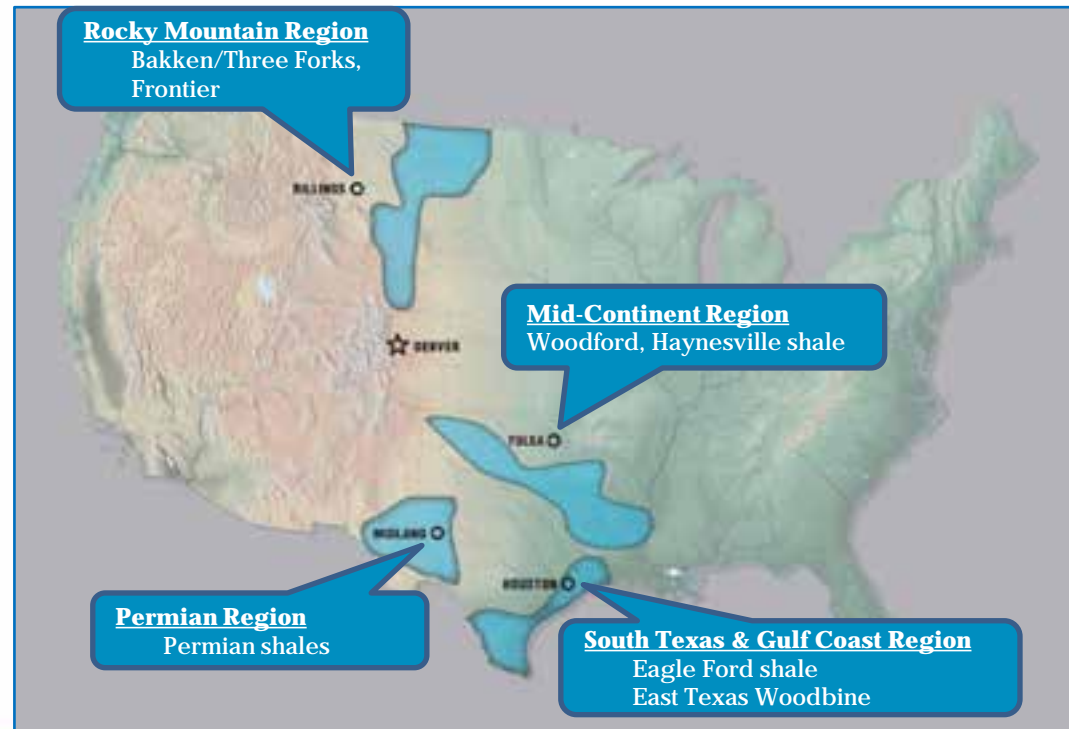 Rocky Mountain Region
Bakken/Three Forks,
Frontier
BILLINGS
Mid-Continent Region
Woodford, Haynesville shale
DENVER
TULSA
MIDLAND
HOUSTON
Permian Region
Permian shales
South Texas & Gulf Coast Region
Eagle Ford shale
East Texas Woodbine